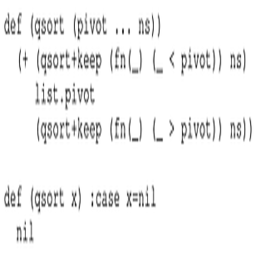 def (qsort (pivot ... ns))
(+ (qsort+keep (fn(_) (_ < pivot)) ns)
list.pivot
(qsort+keep (fn(_) (_ > pivot)) ns))
def (qsort x) :case x=nil
nil